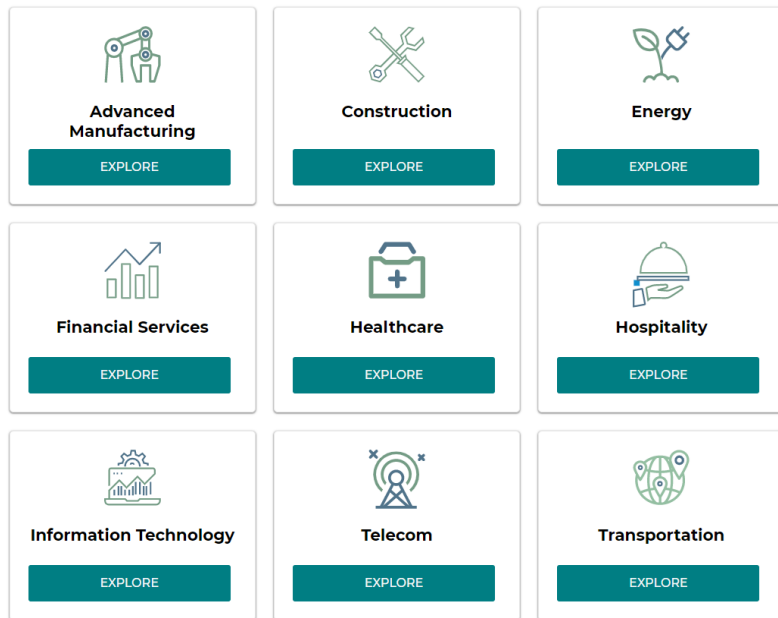 Advanced
Manufacturing
EXPLORE
Construction
EXPLORE
Energy
EXPLORE
Financial Services
EXPLORE
Healthcare
EXPLORE
Hospitality
EXPLORE
Information Technology
EXPLORE
Telecom
EXPLORE
Transportation
EXPLORE